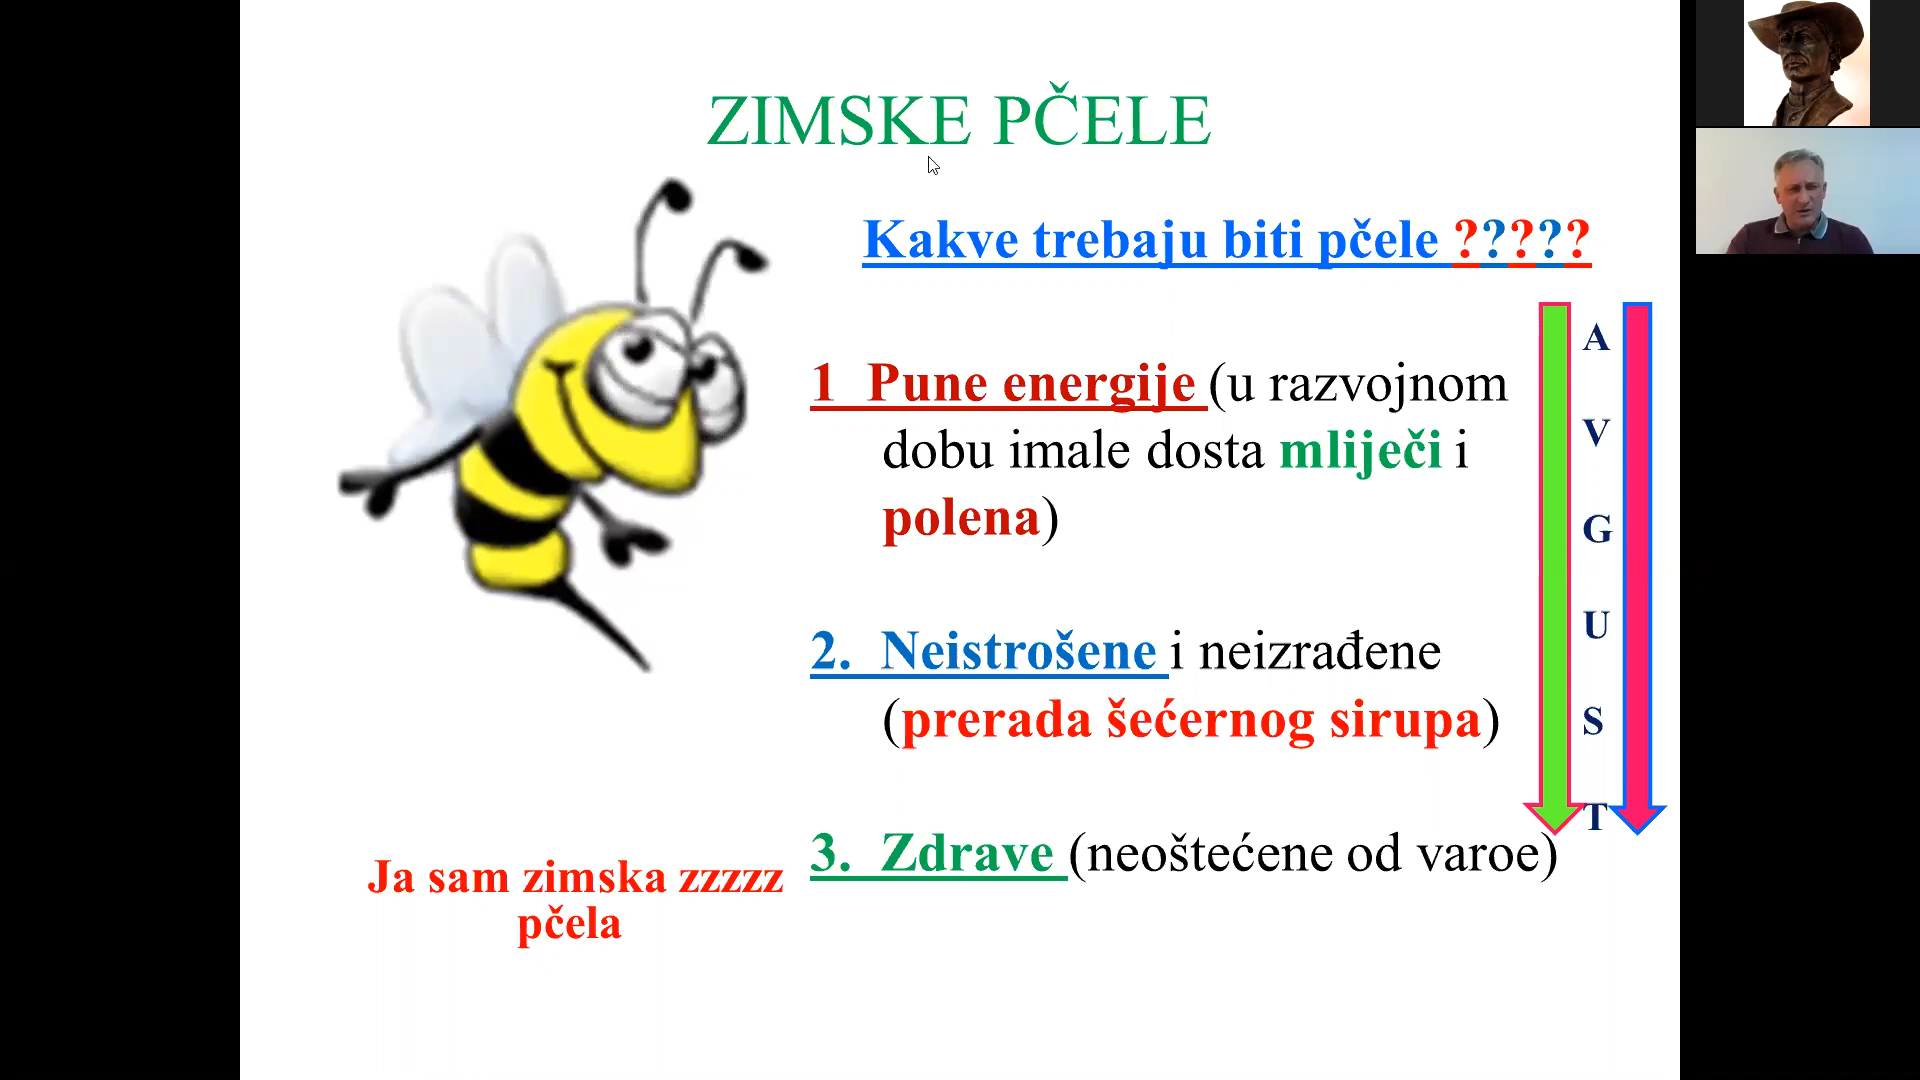 ZIMSKE PČELE
Kakve trebaju biti pčele ?????
1 Pune energije (u razvojnom
dobu imale dosta mliječi i
polena)
2. Neistrošene i neizrađene
(prerada šećernog sirupa)
3. Zdrave (neoštećene od varoe)
A
V
G
U
S
T
Ja sam zimska zzzzz
pčela